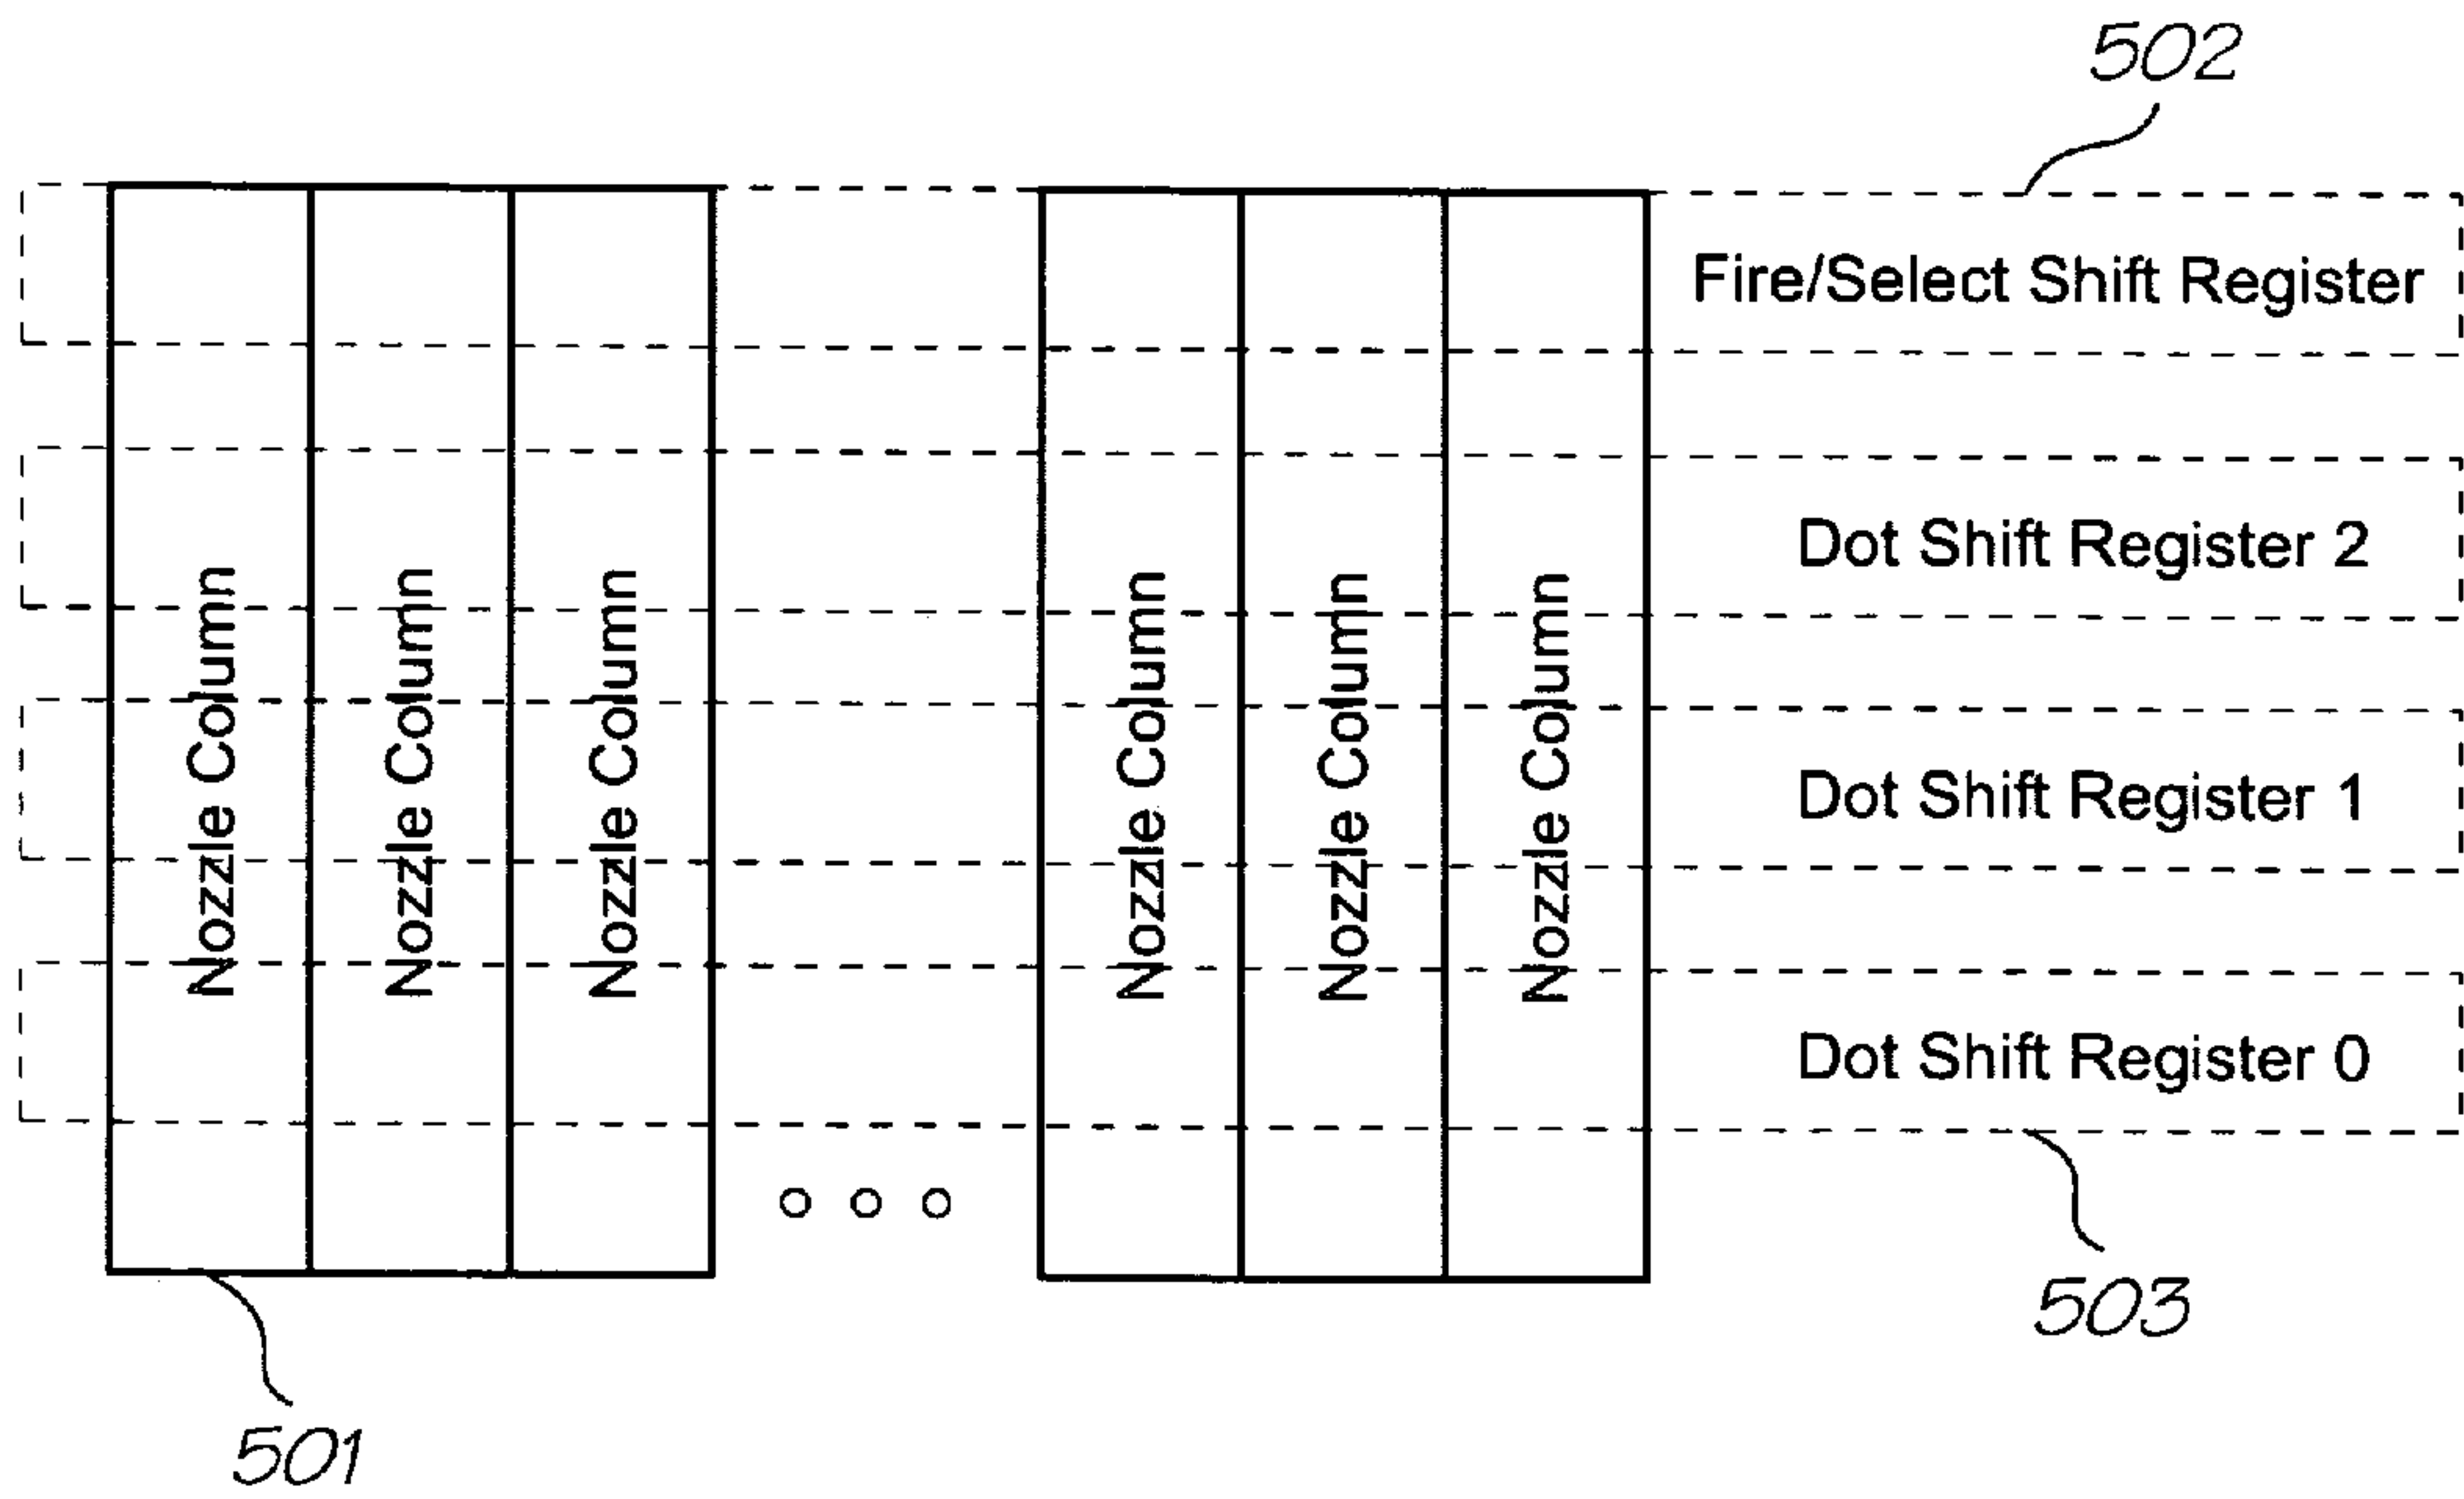 502
Fire/Select Shift Register
Dot Shift Register 2
Dot Shift Register 1
Dot Shift Register 0
Nozzle Column
Nozzle Column
Nozzle Column
Nozzle Column
Nozzle Column
Nozzle Column
503
501